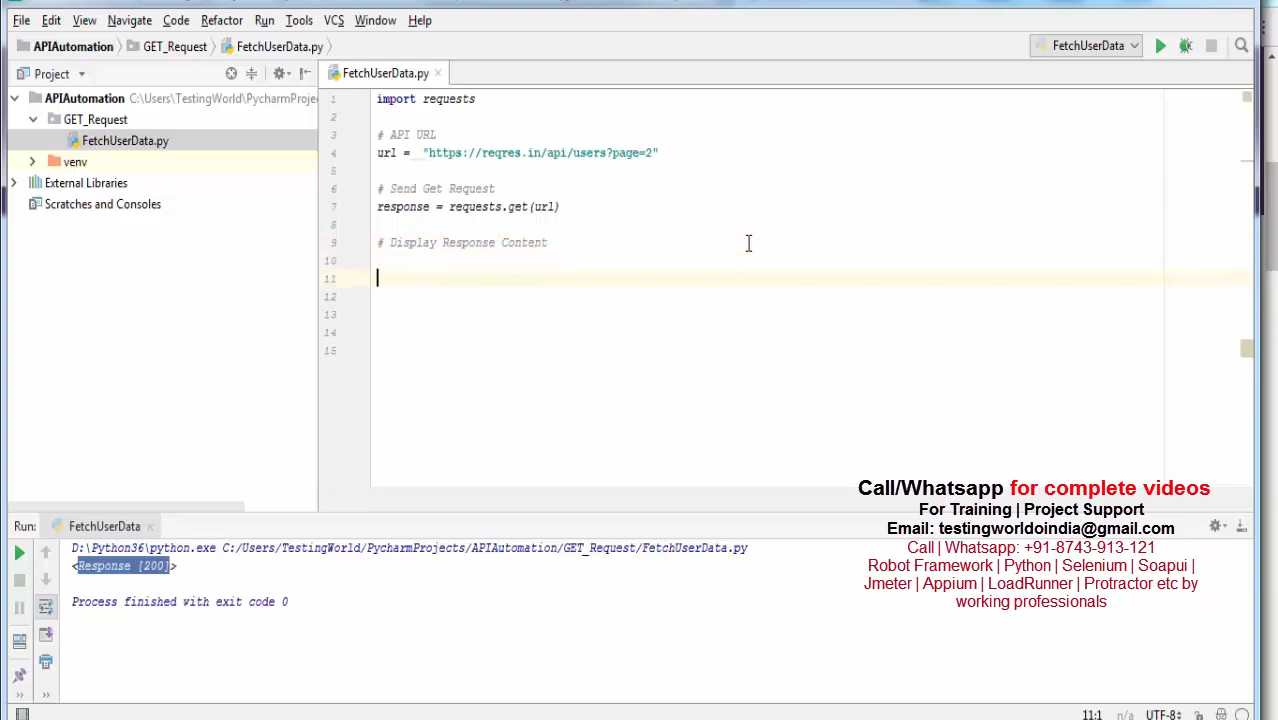 File Edit View Navigate Code Refactor Run Tools VCS Window Help
APIAutomation GET_Request FetchUserData.py
FetchUserData
Project
FetchUserData.py
APIAutomation C:\Users\TestingWorld\PycharmProje
GET_Request
FetchUserData.py
venv
External Libraries
Scratches and Consoles
1 import requests
2
3 # API URL
4 url = "https://reqres.in/api/users?page=2"
5
6 # Send Get Request
7 response = requests.get(url)
8
9 # Display Response Content
10
11
12
13
14
15
Call/Whatsapp for complete videos
For Training | Project Support
Email: testingworldoindia@gmail.com
Call | Whatsapp: +91-8743-913-121
Robot Framework | Python | Selenium | Soapui |
Jmeter | Appium | LoadRunner | Protractor etc by
working professionals
Run: FetchUserData
D:\Python36\python.exe C:/Users/TestingWorld/PycharmProjects/APIAutomation/GET_Request/FetchUserData.py
<Response [200]>
Process finished with exit code 0
11:1 n/a UTF-8